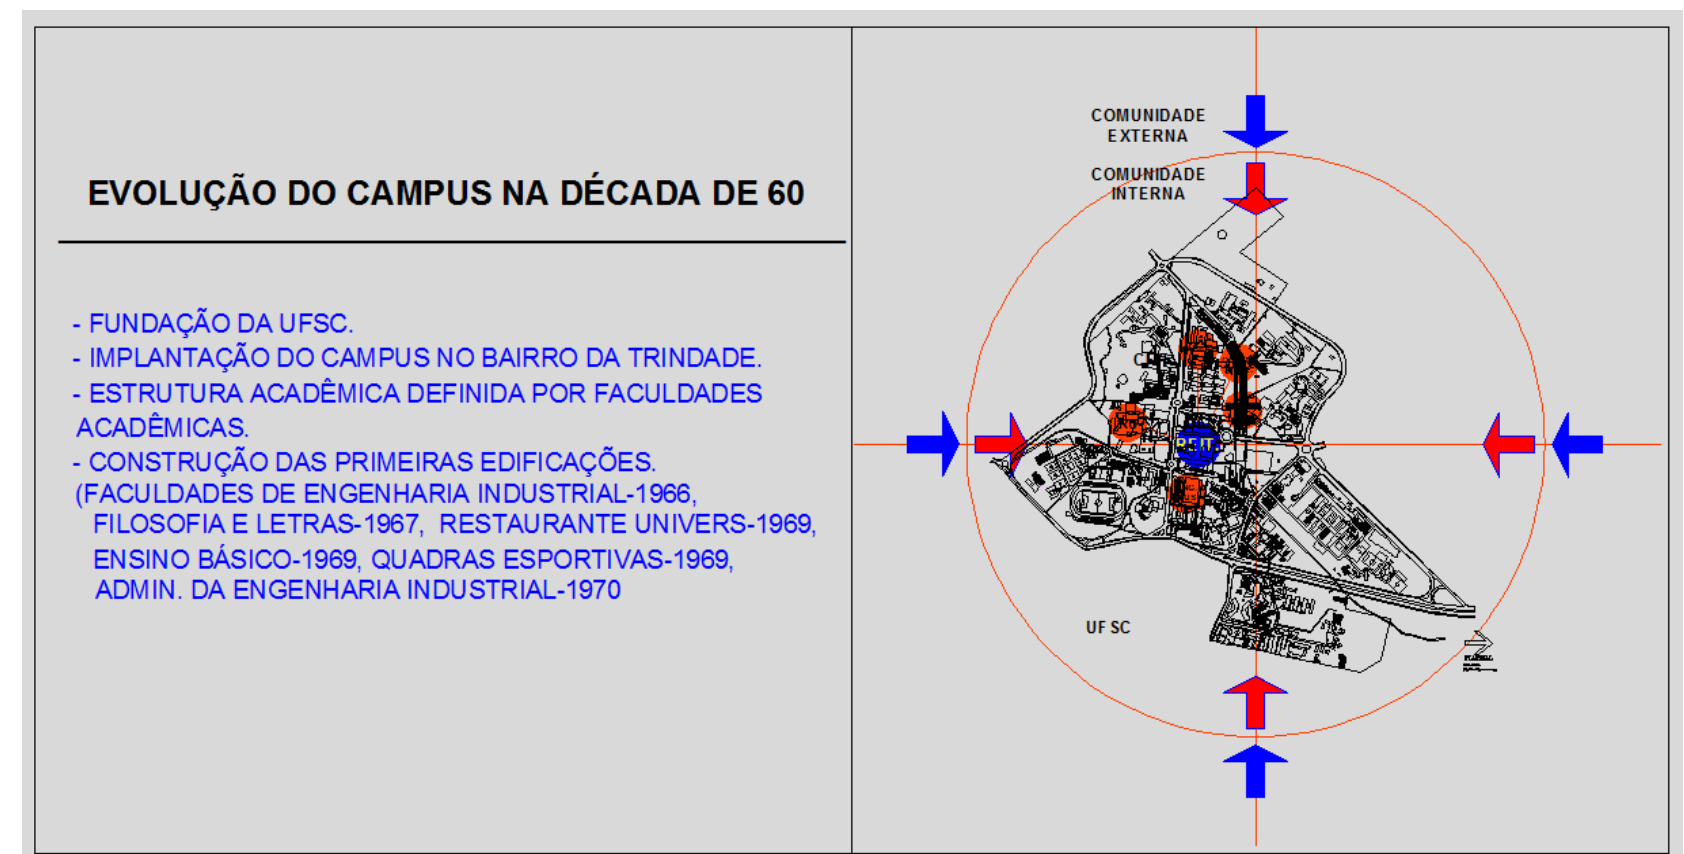 EVOLUÇÃO DO CAMPUS NA DÉCADA DE 60
- FUNDAÇÃO DA UFSC.
- IMPLANTAÇÃO DO CAMPUS NO BAIRRO DA TRINDADE.
- ESTRUTURA ACADÊMICA DEFINIDA POR FACULDADES
ACADÊMICAS.
- CONSTRUÇÃO DAS PRIMEIRAS EDIFICAÇÕES.
(FACULDADES DE ENGENHARIA INDUSTRIAL-1966,
FILOSOFIA E LETRAS-1967, RESTAURANTE UNIVERS-1969,
ENSINO BÁSICO-1969, QUADRAS ESPORTIVAS-1969,
ADMIN. DA ENGENHARIA INDUSTRIAL-1970
COMUNIDADE
EXTERNA
COMUNIDADE
INTERNA
UFSC